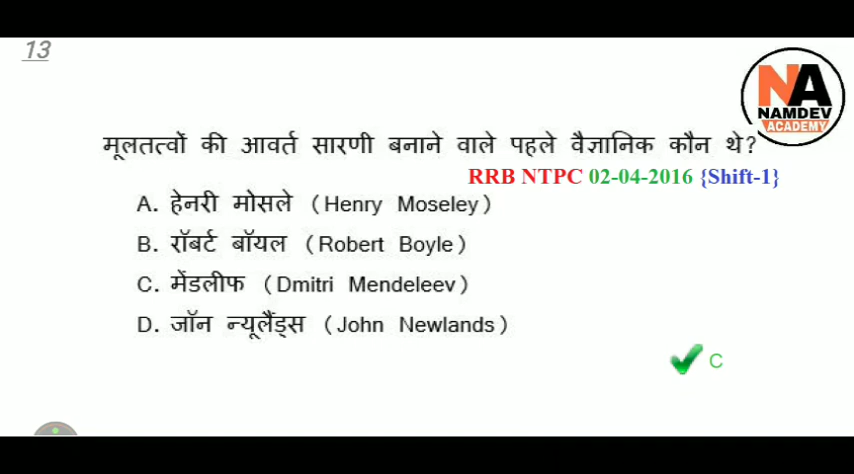 13
NA
NAMDEV
ACADEMY
मूलतत्वों की आवर्त सारणी बनाने वाले पहले वैज्ञानिक कौन थे?
RRB NTPC 02-04-2016 {Shift-1}
A. हेनरी मोसले (Henry Moseley)
B. रॉबर्ट बॉयल (Robert Boyle)
C. मेंडलीफ (Dmitri Mendeleev)
D. जॉन न्यूलैंड्स (John Newlands)
C